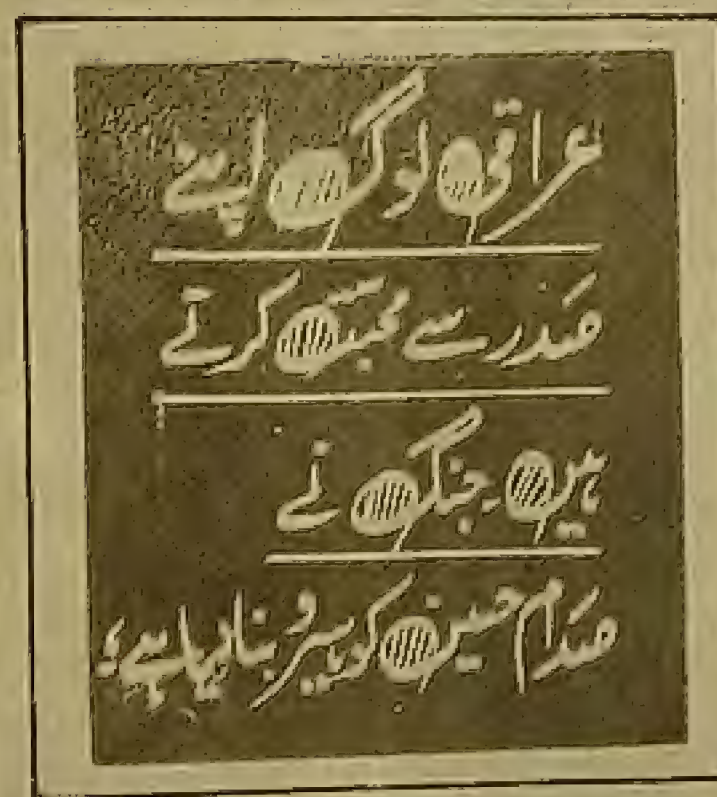 عراقی لوگ اپنے
صدر سے محبت کرتے
ہیں، جنگ نے
صدام حسین کو ہیرو بنا دیا ہے؛